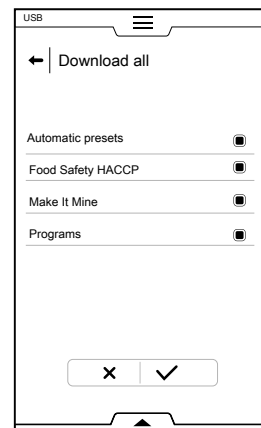 USB
Download all
Automatic presets
Food Safety HACCP
Make It Mine
Programs